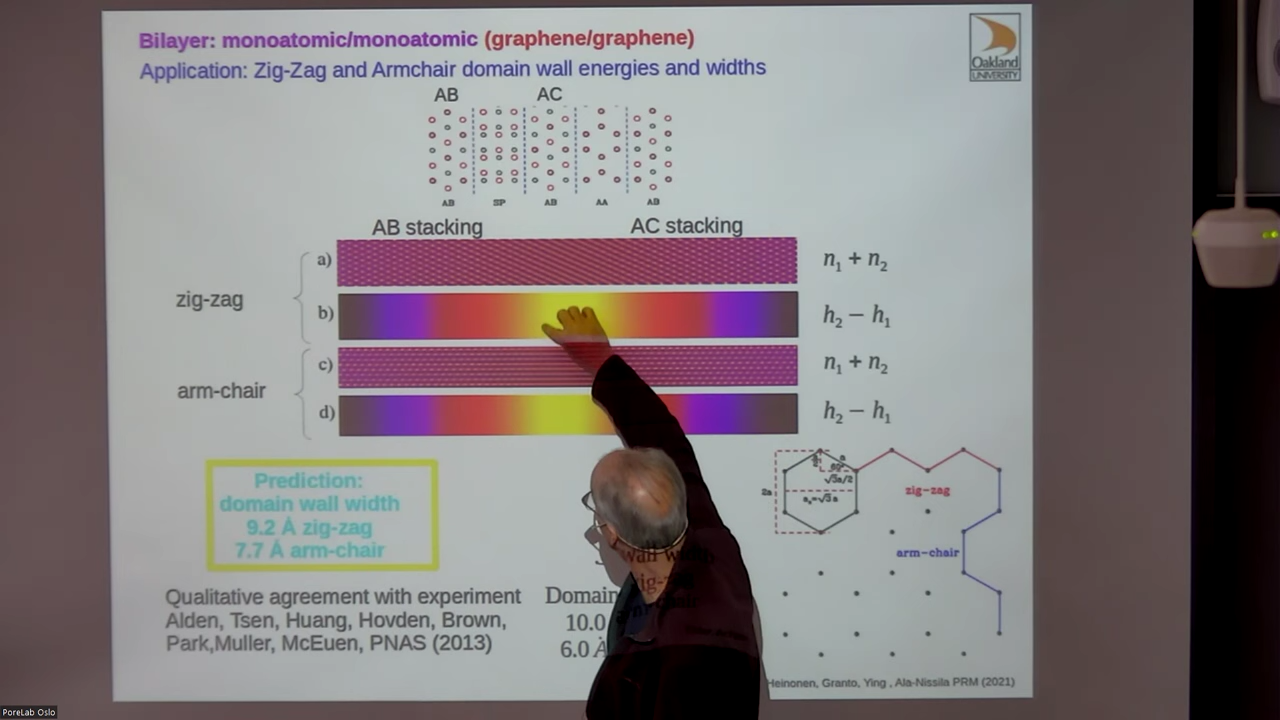 Bilayer: monoatomic/monoatomic (graphene/graphene)
Application: Zig-Zag and Armchair domain wall energies and widths
Oakland
UNIVERSITY
AB AC
AB SP AB AA AB
AB stacking AC stacking
a) n₁ + n₂
zig-zag
b) h₂ − h₁
c) n₁ + n₂
arm-chair
d) h₂ − h₁
Prediction:
domain wall width
9.2 Å zig-zag
7.7 Å arm-chair
2a
a
60°
√3a/2
zig-zag
arm-chair
Qualitative agreement with experiment
Alden, Tsen, Huang, Hovden, Brown,
Park,Muller, McEuen, PNAS (2013)
Domain
10.0
6.0 Å
Heinonen, Granto, Ying , Ala-Nissila PRM (2021)
PoreLab Oslo